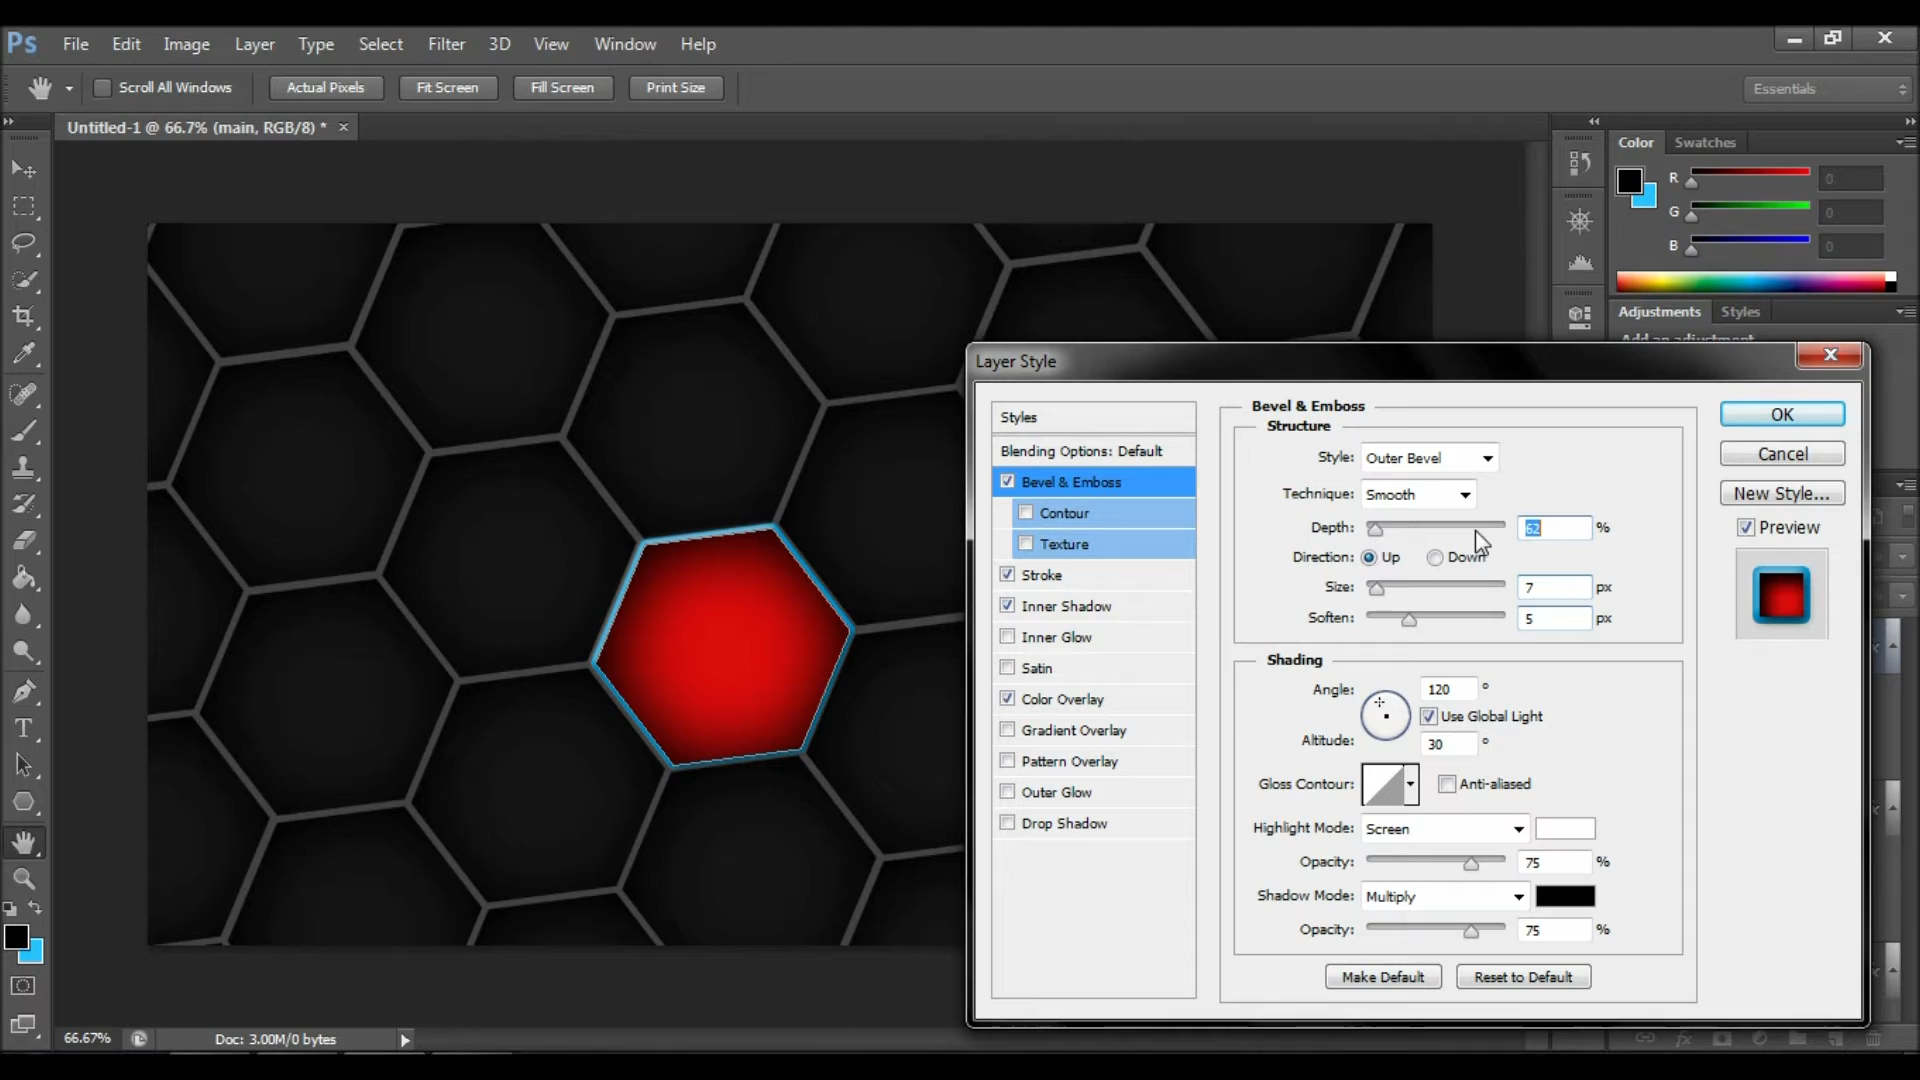 Ps File Edit Image Layer Type Select Filter 3D View Window Help
Scroll All Windows Actual Pixels Fit Screen Fill Screen Print Size Essentials
Untitled-1 @ 66.7% (main, RGB/8) * ×
Color Swatches
R 0
G 0
B 0
Adjustments Styles
Add an adjustment
Layer Style
Styles
Blending Options: Default
Bevel & Emboss
Contour
Texture
Stroke
Inner Shadow
Inner Glow
Satin
Color Overlay
Gradient Overlay
Pattern Overlay
Outer Glow
Drop Shadow
Bevel & Emboss
Structure
Style: Outer Bevel
Technique: Smooth
Depth: 62 %
Direction: Up Down
Size: 7 px
Soften: 5 px
Shading
Angle: 120 °
Use Global Light
Altitude: 30 °
Gloss Contour: Anti-aliased
Highlight Mode: Screen
Opacity: 75 %
Shadow Mode: Multiply
Opacity: 75 %
Make Default Reset to Default
OK
Cancel
New Style...
Preview
66.67% Doc: 3.00M/0 bytes